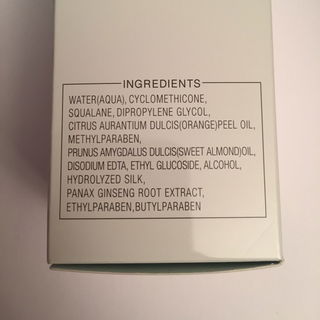 INGREDIENTS
WATER(AQUA), CYCLOMETHICONE,
SQUALANE, DIPROPYLENE GLYCOL,
CITRUS AURANTIUM DULCIS(ORANGE)PEEL OIL,
METHYLPARABEN,
PRUNUS AMYGDALUS DULCIS(SWEET ALMOND)OIL,
DISODIUM EDTA, ETHYL GLUCOSIDE, ALCOHOL,
HYDROLYZED SILK,
PANAX GINSENG ROOT EXTRACT,
ETHYLPARABEN,BUTYLPARABEN